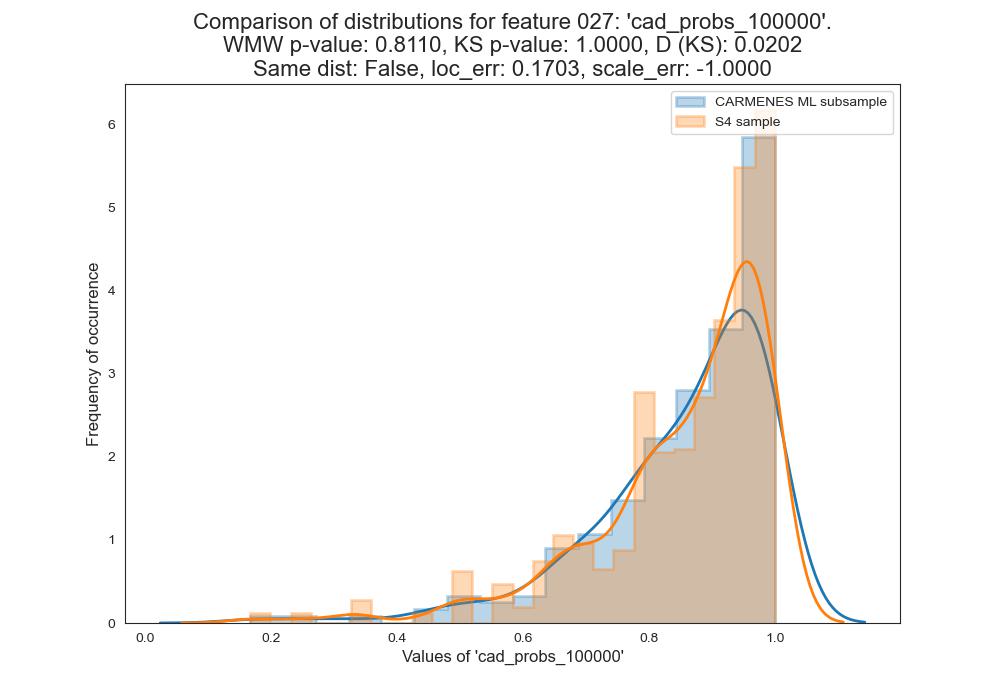 Comparison of distributions for feature 027: 'cad_probs_100000'.
WMW p-value: 0.8110, KS p-value: 1.0000, D (KS): 0.0202
Same dist: False, loc_err: 0.1703, scale_err: -1.0000
CARMENES ML subsample
S4 sample
Frequency of occurrence
6
5
4
3
2
1
0
0.0
0.2
0.4
0.6
0.8
1.0
Values of 'cad_probs_100000'